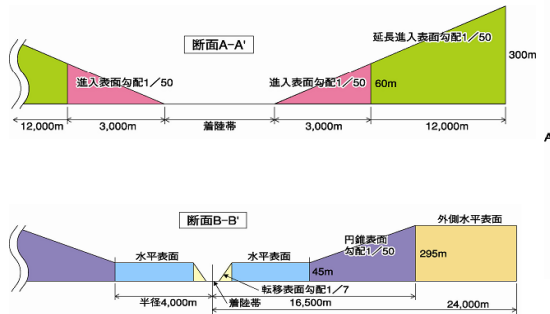 断面A-A'
延長進入表面勾配1/50
300m
進入表面勾配1/50
進入表面勾配1/50
60m
12,000m
3,000m
着陸帯
3,000m
12,000m
A
断面B-B'
外側水平表面
円錐表面
勾配1/50
水平表面
水平表面
295m
45m
転移表面勾配1/7
半径4,000m
着陸帯
16,500m
24,000m